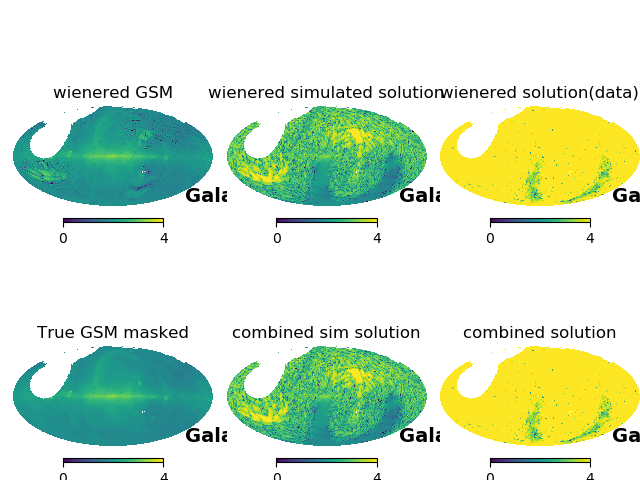 wienered GSM
wienered simulated solution
wienered solution(data)
Gala
Gala
Ga
0 4
0 4
0 4
True GSM masked
combined sim solution
combined solution
Gala
Gala
Ga
0 4
0 4
0 4